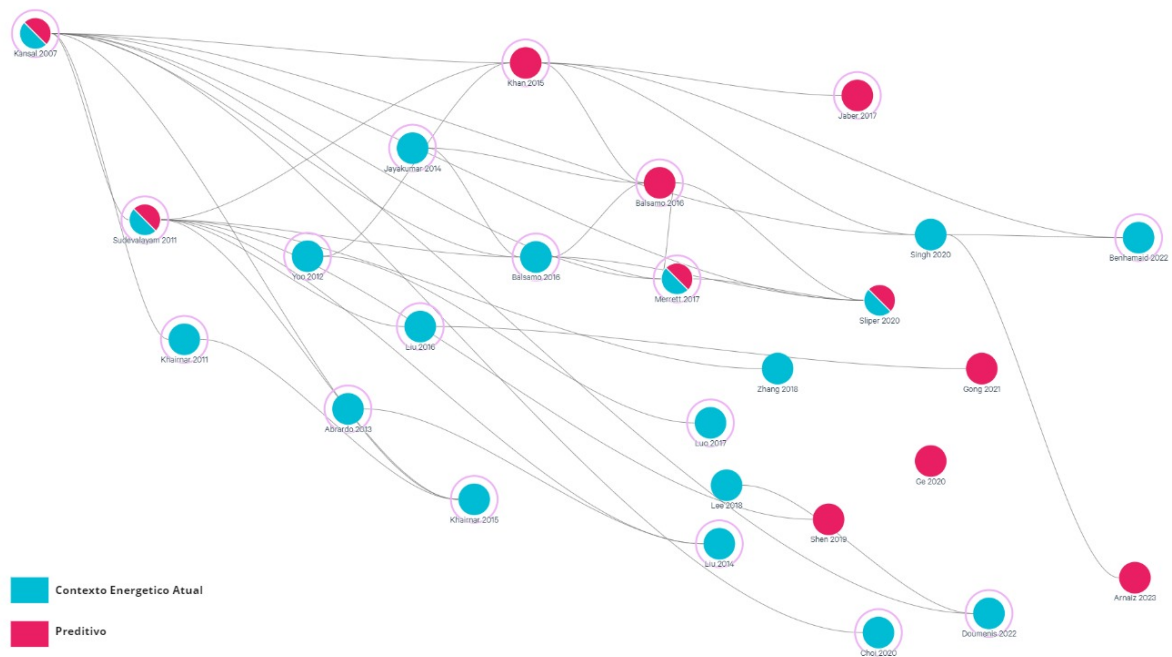 Kansal 2007
Khan 2015
Jaber 2017
Jayakumar 2014
Balsamo 2016
Sudevalayam 2011
Singh 2020
Benhamaid 2022
Yoo 2012
Balsamo 2016
Merrett 2017
Sliper 2020
Khairnar 2011
Liu 2016
Zhang 2018
Gong 2021
Abrardo 2013
Luo 2017
Ge 2020
Khairnar 2015
Lee 2018
Shen 2019
Liu 2014
Contexto Energetico Atual
Arnaiz 2023
Preditivo
Choi 2020
Doumenis 2022